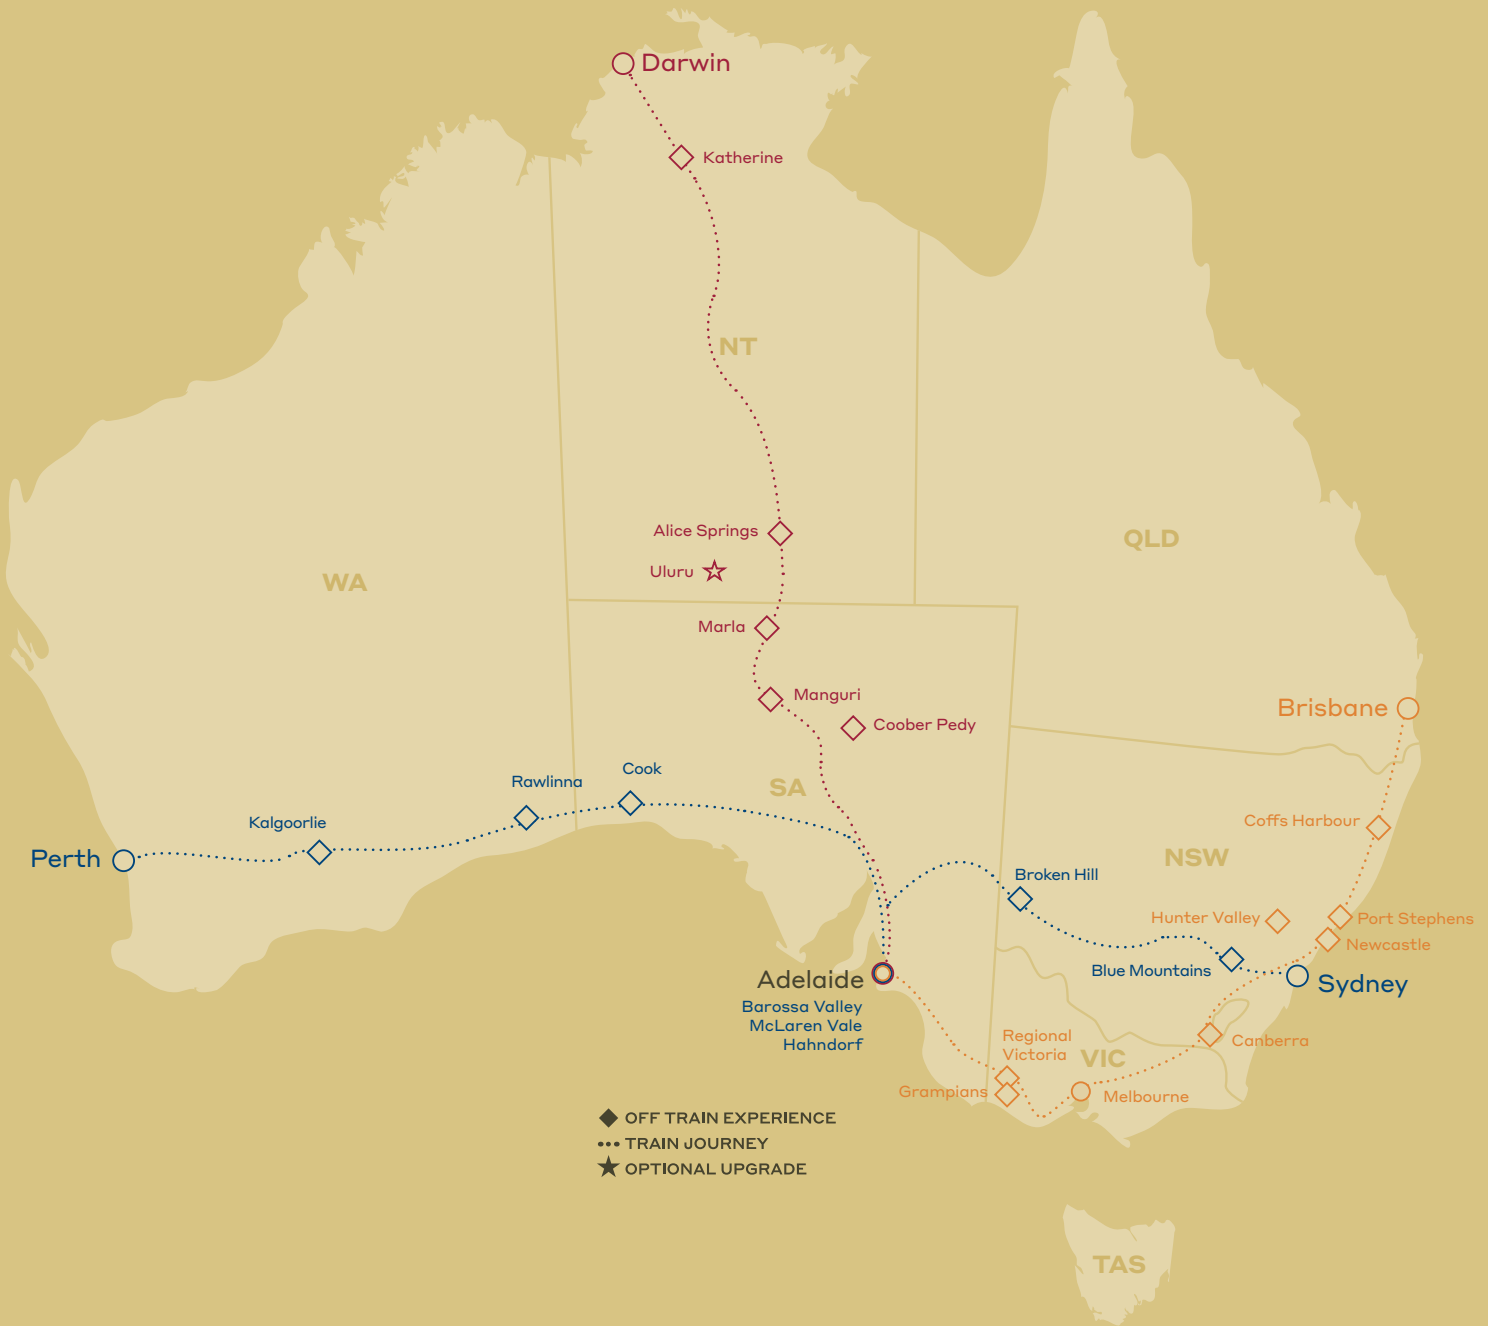 Darwin
Katherine
NT
Alice Springs
QLD
Uluru
WA
Marla
Manguri
Brisbane
Coober Pedy
Cook
Rawlinna
SA
Kalgoorlie
Coffs Harbour
Perth
NSW
Broken Hill
Hunter Valley
Port Stephens
Newcastle
Blue Mountains
Adelaide
Sydney
Barossa Valley
McLaren Vale
Hahndorf
Regional
Victoria
Canberra
VIC
Grampians
Melbourne
OFF TRAIN EXPERIENCE
TRAIN JOURNEY
OPTIONAL UPGRADE
TAS